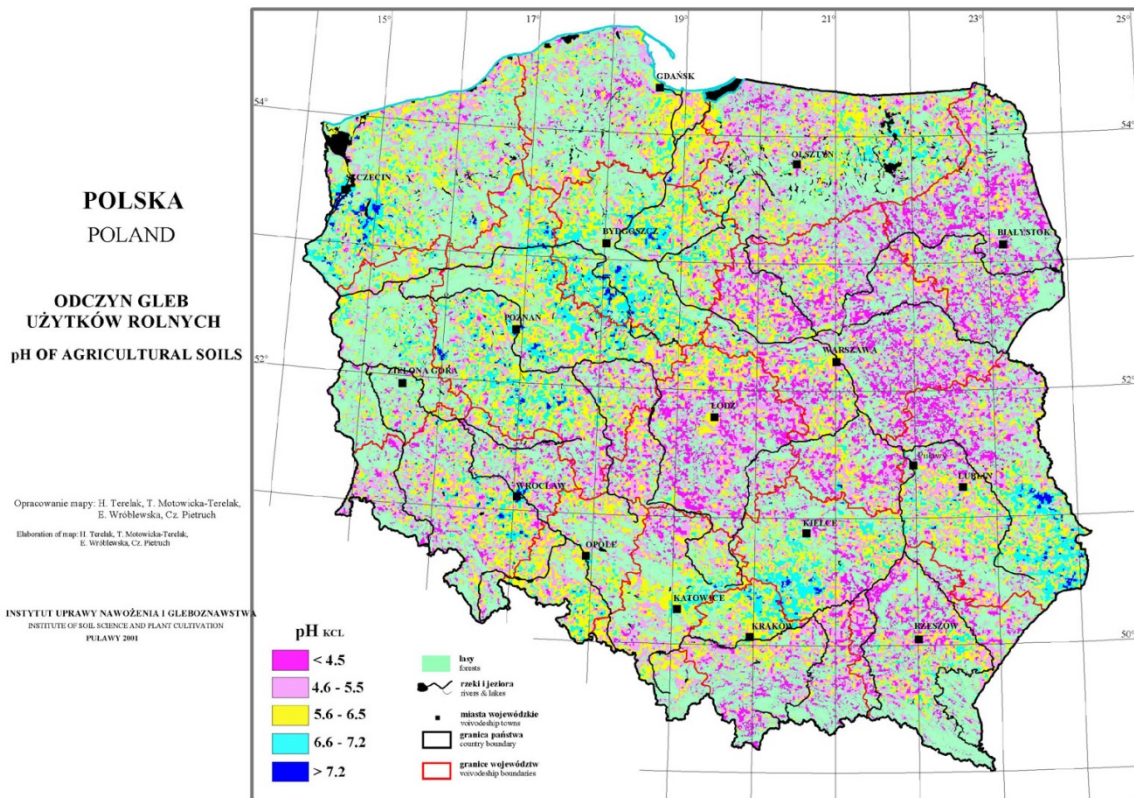 15°
17°
19°
21°
23°
25°
54°
54°
52°
52°
50°
POLSKA
POLAND
ODCZYN GLEB
UŻYTKÓW ROLNYCH
pH OF AGRICULTURAL SOILS
Opracowanie mapy: H. Terelak, T. Motowicka-Terelak,
E. Wróblewska, Cz. Pietruch
Elaboration of map: H. Terelak, T. Motowicka-Terelak,
E. Wróblewska, Cz. Pietruch
INSTYTUT UPRAWY NAWOŻENIA I GLEBOZNAWSTWA
INSTITUTE OF SOIL SCIENCE AND PLANT CULTIVATION
PUŁAWY 2001
GDAŃSK
OLSZTYN
SZCZECIN
BIAŁYSTOK
BYDGOSZCZ
POZNAŃ
WARSZAWA
ZIELONA GÓRA
ŁÓDŹ
Puławy
LUBLIN
WROCŁAW
KIELCE
OPOLE
KATOWICE
KRAKÓW
RZESZÓW
pH KCL
< 4.5
4.6 - 5.5
5.6 - 6.5
6.6 - 7.2
> 7.2
lasy
forests
rzeki i jeziora
rivers & lakes
miasta wojewódzkie
voivodeship towns
granica państwa
country boundary
granice województw
voivodeship boundaries